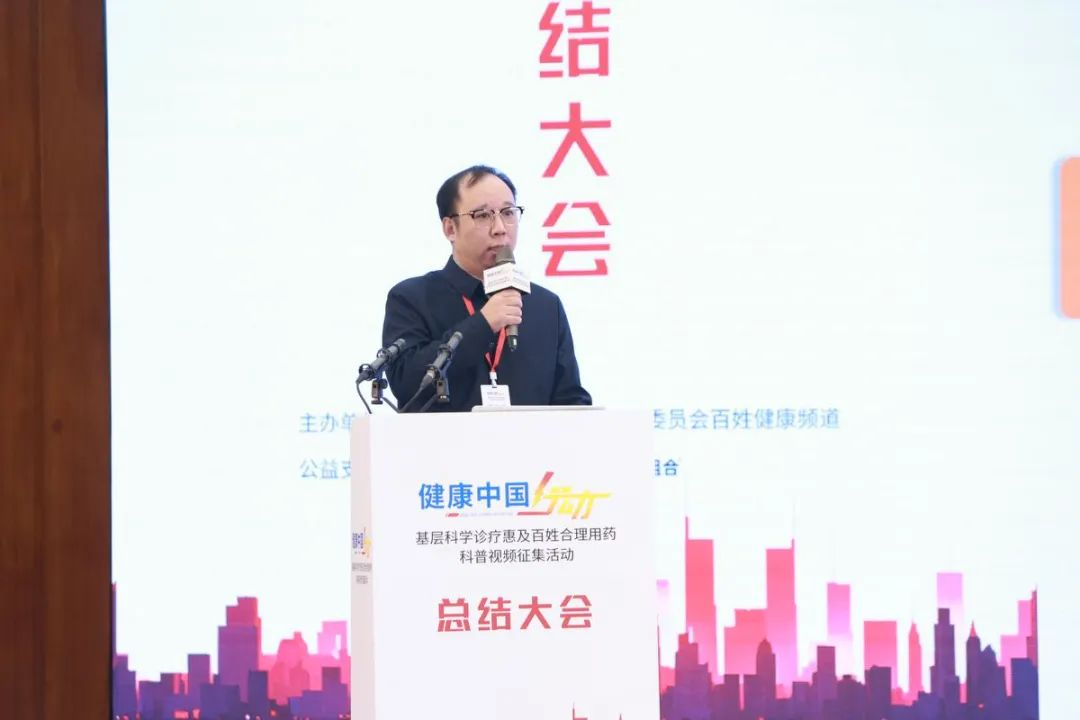 结大会
主办单
委员会百姓健康频道
公益支
组合
健康中国行动
基层科学诊疗惠及百姓合理用药
科普视频征集活动
总结大会